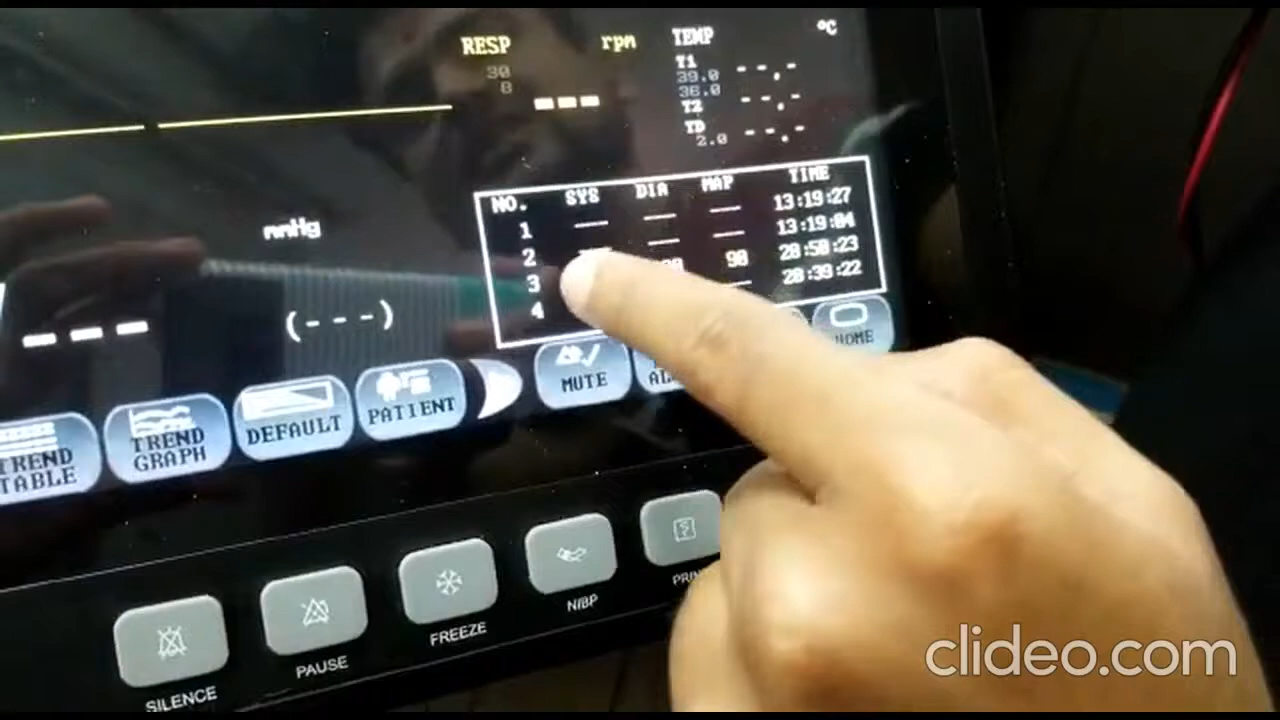 RESP rpm
30
8
---
TEMP °C
T1
39.0
36.0
--.-
T2 --.-
TD
2.0
--.-
mmHg
--- (---)
NO. SYS DIA MAP TIME
1 --- --- --- 13:19:27
2 --- --- 13:19:04
3 90 20:50:23
4 20:39:22
TREND TABLE
TREND GRAPH
DEFAULT
PATIENT
MUTE
HOME
SILENCE
PAUSE
FREEZE
NIBP
clideo.com